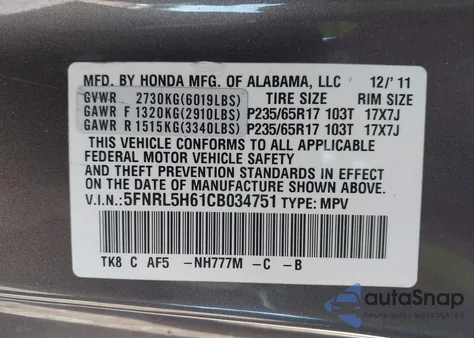 MFD. BY HONDA MFG. OF ALABAMA, LLC 12/'11
GVWR 2730KG(6019LBS) TIRE SIZE RIM SIZE
GAWR F 1320KG(2910LBS) P235/65R17 103T 17X7J
GAWR R 1515KG(3340LBS) P235/65R17 103T 17X7J
THIS VEHICLE CONFORMS TO ALL APPLICABLE
FEDERAL MOTOR VEHICLE SAFETY
AND THEFT PREVENTION STANDARDS IN EFFECT
ON THE DATE OF MANUFACTURE SHOWN ABOVE.
V.I.N.: 5FNRL5H61CB034751 TYPE: MPV
TK8 C AF5 -NH777M -C -B
autoSnap